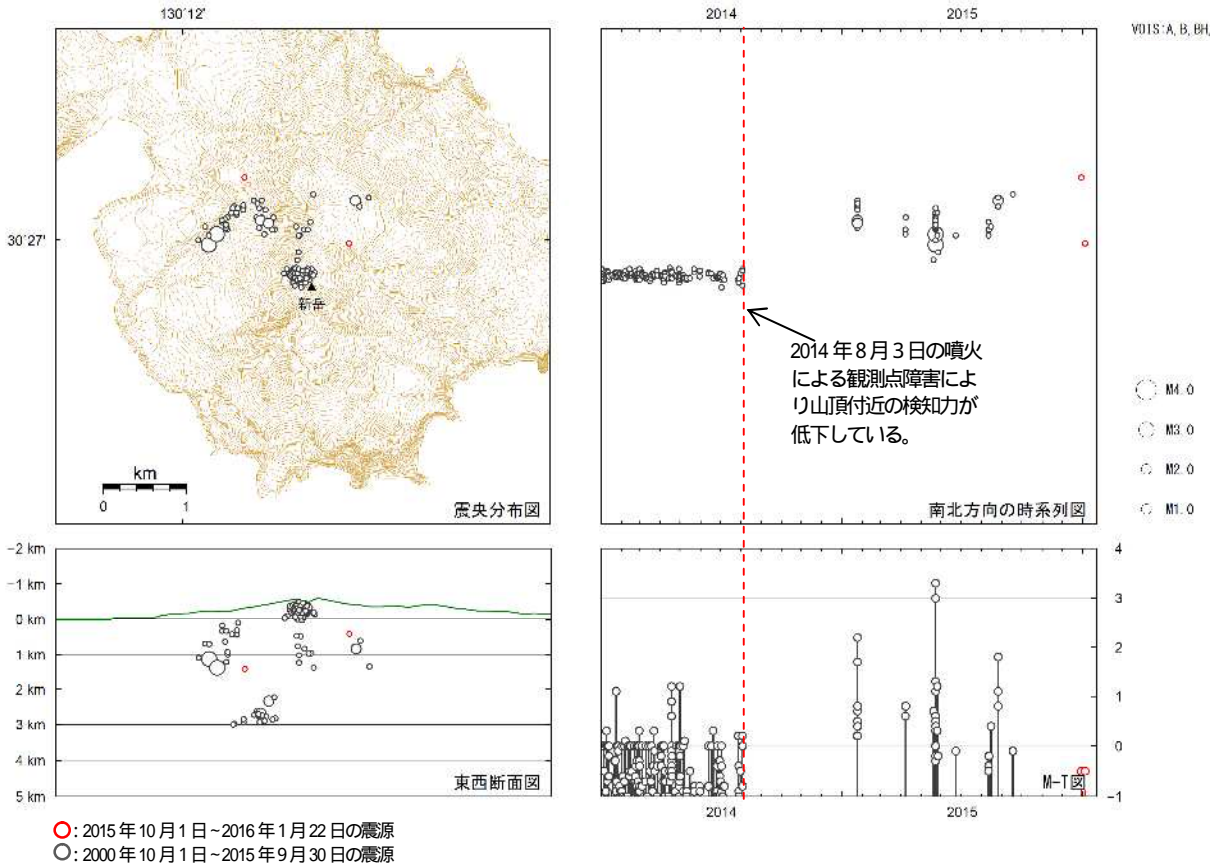 130°12′
2014
2015
VOTS:A, B, BH,
30°27′
新岳
2014年8月3日の噴火
による観測点障害によ
り山頂付近の検知力が
低下している。
km
0
1
震央分布図
南北方向の時系列図
M4.0
M3.0
M2.0
M1.0
-2 km
-1 km
0 km
1 km
2 km
3 km
4 km
5 km
東西断面図
4
3
2
1
0
-1
M-T図
2014
2015
○: 2015年10月1日~2016年1月22日の震源
○: 2000年10月1日~2015年9月30日の震源